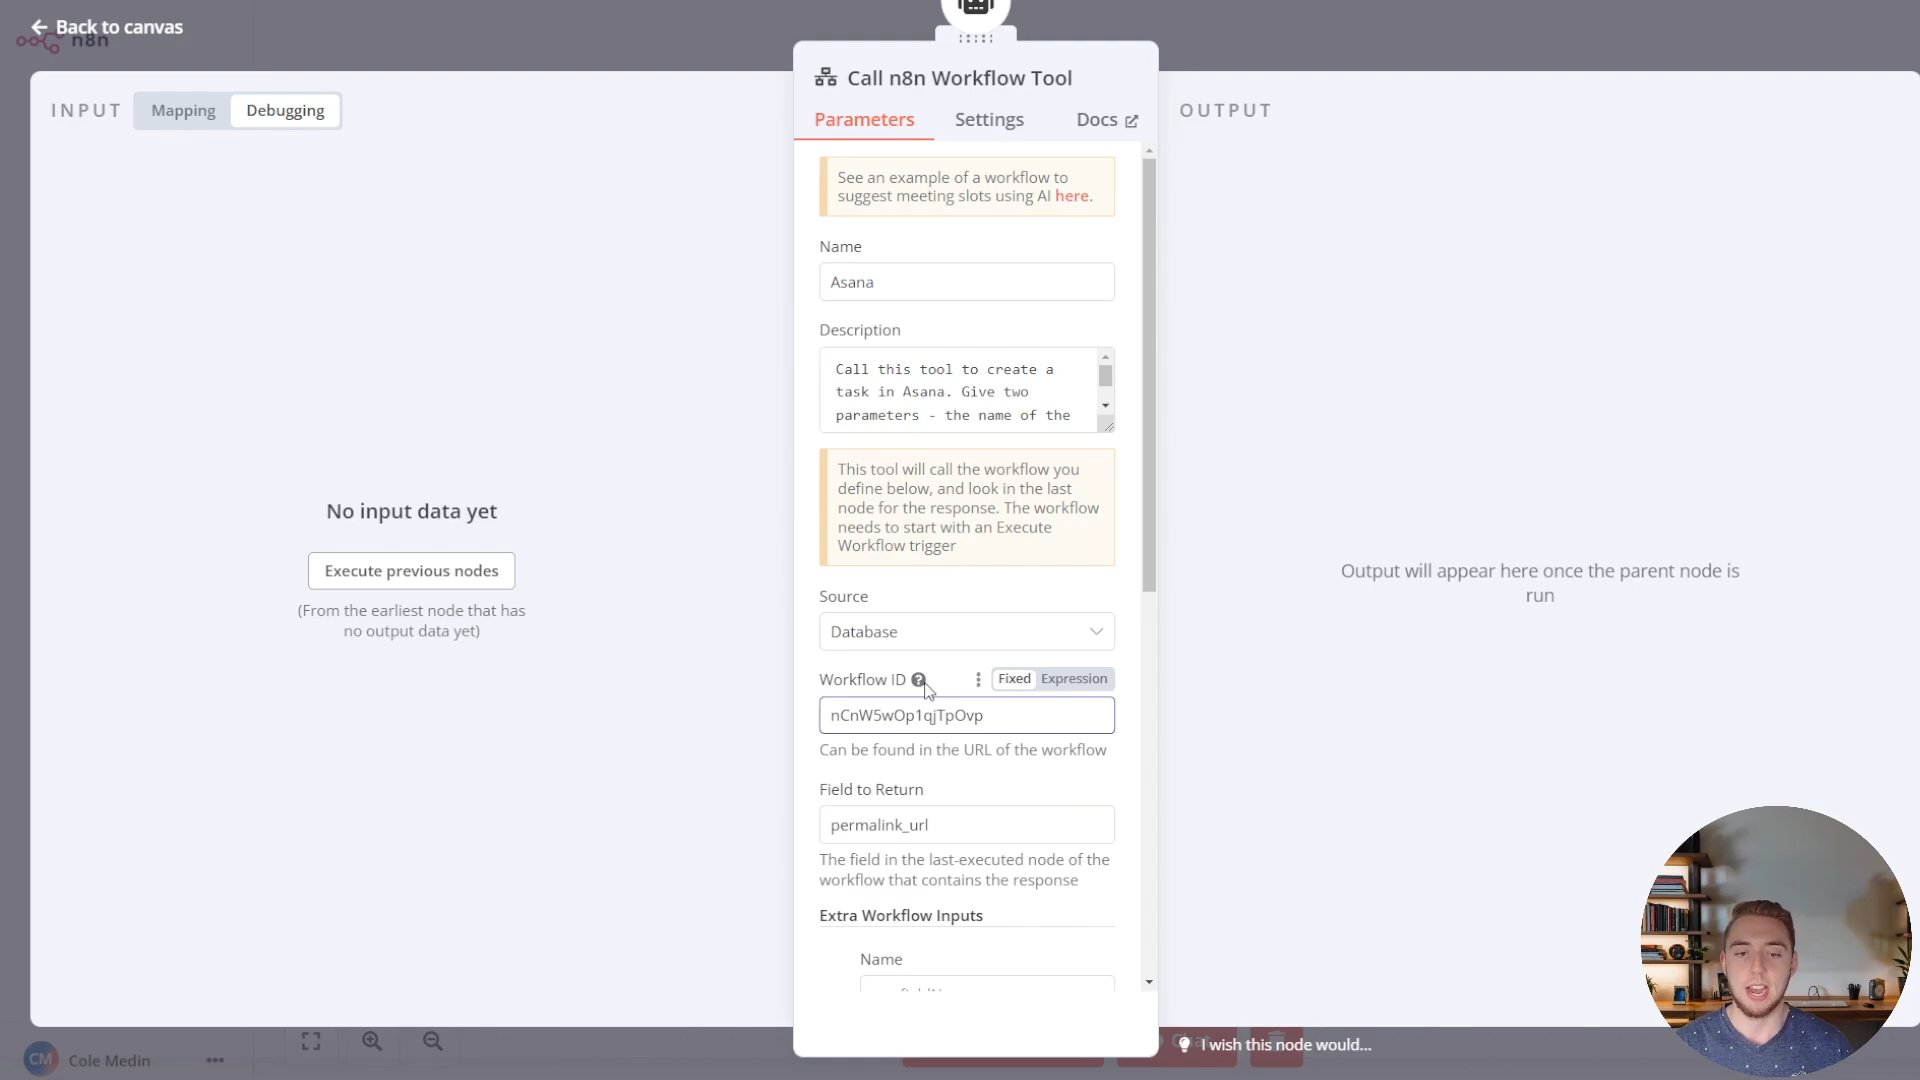 Back to canvas
n8n
INPUT
Mapping
Debugging
No input data yet
Execute previous nodes
(From the earliest node that has
no output data yet)
Call n8n Workflow Tool
Parameters
Settings
Docs
See an example of a workflow to
suggest meeting slots using AI here.
Name
Asana
Description
Call this tool to create a
task in Asana. Give two
parameters - the name of the
This tool will call the workflow you
define below, and look in the last
node for the response. The workflow
needs to start with an Execute
Workflow trigger
Source
Database
Workflow ID
Fixed
Expression
nCnW5wOp1qjTpOvp
Can be found in the URL of the workflow
Field to Return
permalink_url
The field in the last-executed node of the
workflow that contains the response
Extra Workflow Inputs
Name
OUTPUT
Output will appear here once the parent node is
run
CM
Cole Medin
I wish this node would...